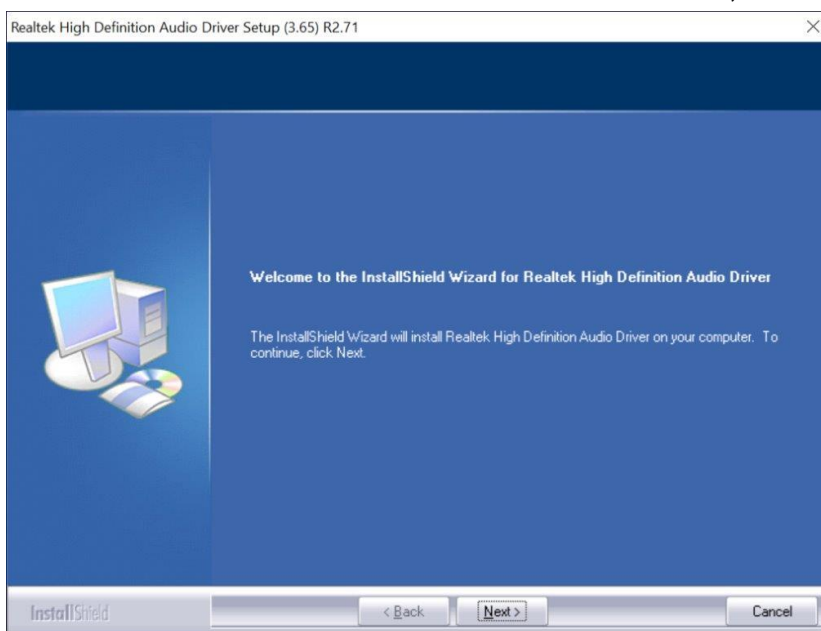 Realtek High Definition Audio Driver Setup (3.65) R2.71
Welcome to the InstallShield Wizard for Realtek High Definition Audio Driver
The InstallShield Wizard will install Realtek High Definition Audio Driver on your computer. To
continue, click Next.
InstallShield
< Back
Next >
Cancel